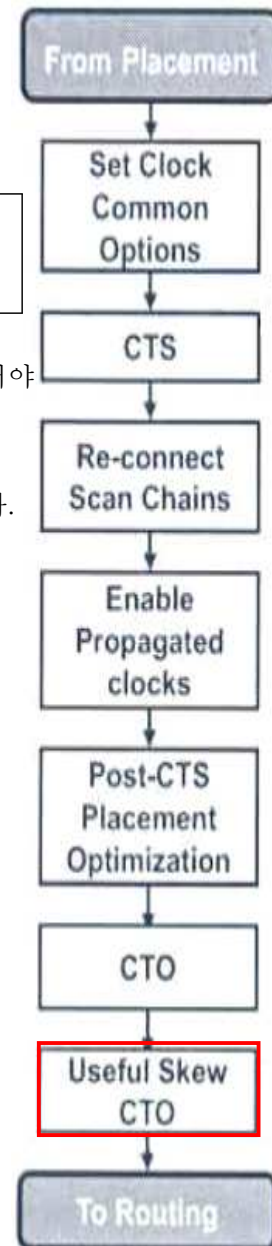 From Placement
Set Clock
Common
Options
CTS
Re-connect
Scan Chains
Enable
Propagated
clocks
Post-CTS
Placement
Optimization
CTO
Useful Skew
CTO
To Routing